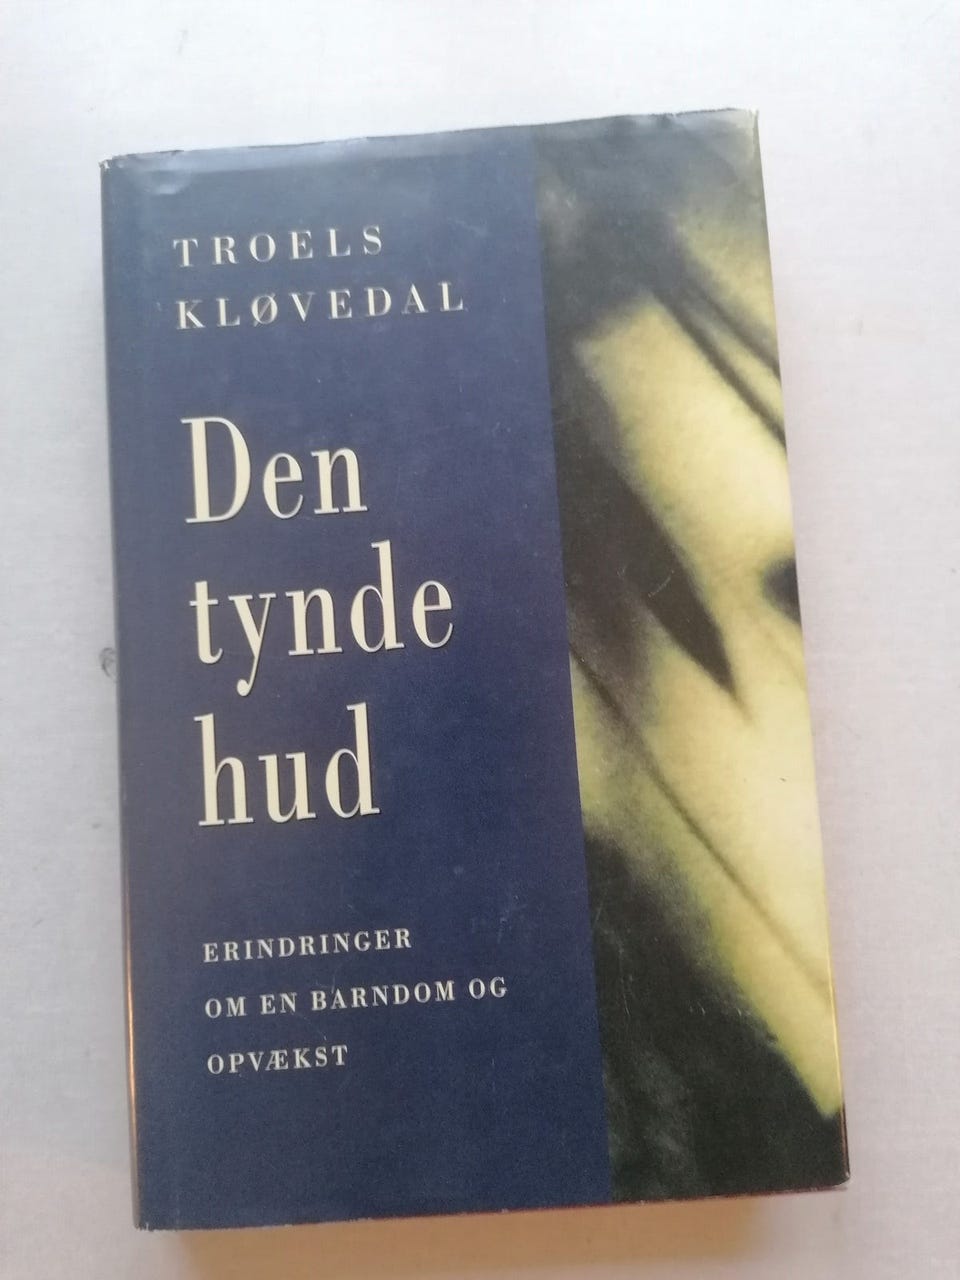 TROELS
KLØVEDAL
Den
tynde
hud
ERINDRINGER
OM EN BARNDOM OG
OPVÆKST